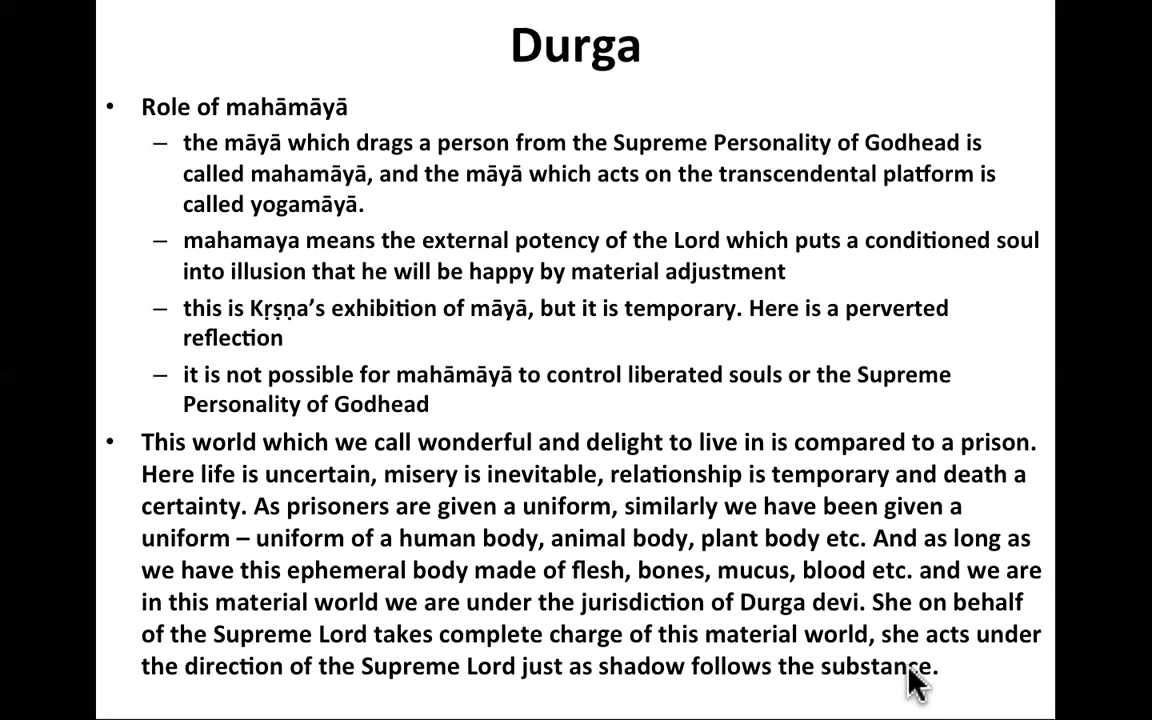 Durga
• Role of mahāmāyā
– the māyā which drags a person from the Supreme Personality of Godhead is
called mahamāyā, and the māyā which acts on the transcendental platform is
called yogamāyā.
– mahamaya means the external potency of the Lord which puts a conditioned soul
into illusion that he will be happy by material adjustment
– this is Kṛṣṇa’s exhibition of māyā, but it is temporary. Here is a perverted
reflection
– it is not possible for mahāmāyā to control liberated souls or the Supreme
Personality of Godhead
• This world which we call wonderful and delight to live in is compared to a prison.
Here life is uncertain, misery is inevitable, relationship is temporary and death a
certainty. As prisoners are given a uniform, similarly we have been given a
uniform – uniform of a human body, animal body, plant body etc. And as long as
we have this ephemeral body made of flesh, bones, mucus, blood etc. and we are
in this material world we are under the jurisdiction of Durga devi. She on behalf
of the Supreme Lord takes complete charge of this material world, she acts under
the direction of the Supreme Lord just as shadow follows the substance.